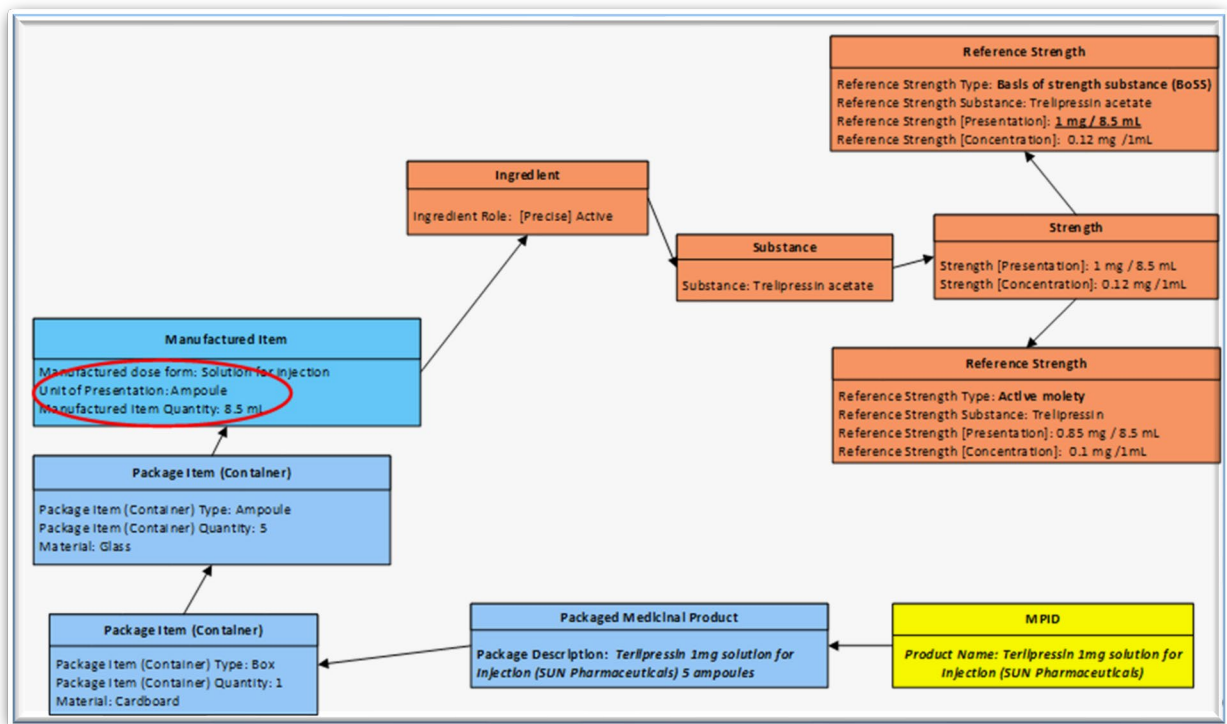 Reference Strength
Reference Strength Type: Basis of strength substance (BoSS)
Reference Strength Substance: Trelipressin acetate
Reference Strength [Presentation]: 1 mg / 8.5 mL
Reference Strength [Concentration]: 0.12 mg /1mL
Ingredient
Ingredient Role: [Precise] Active
Substance
Substance: Trelipressin acetate
Strength
Strength [Presentation]: 1 mg / 8.5 mL
Strength [Concentration]: 0.12 mg /1mL
Manufactured Item
Manufactured dose form: Solution for injection
Unit of Presentation: Ampoule
Manufactured Item Quantity: 8.5 mL
Reference Strength
Reference Strength Type: Active moiety
Reference Strength Substance: Trelipressin
Reference Strength [Presentation]: 0.85 mg / 8.5 mL
Reference Strength [Concentration]: 0.1 mg /1mL
Package Item (Container)
Package Item (Container) Type: Ampoule
Package Item (Container) Quantity: 5
Material: Glass
Package Item (Container)
Package Item (Container) Type: Box
Package Item (Container) Quantity: 1
Material: Cardboard
Packaged Medicinal Product
Package Description: Terlipressin 1mg solution for
Injection (SUN Pharmaceuticals) 5 ampoules
MPID
Product Name: Terlipressin 1mg solution for
Injection (SUN Pharmaceuticals)